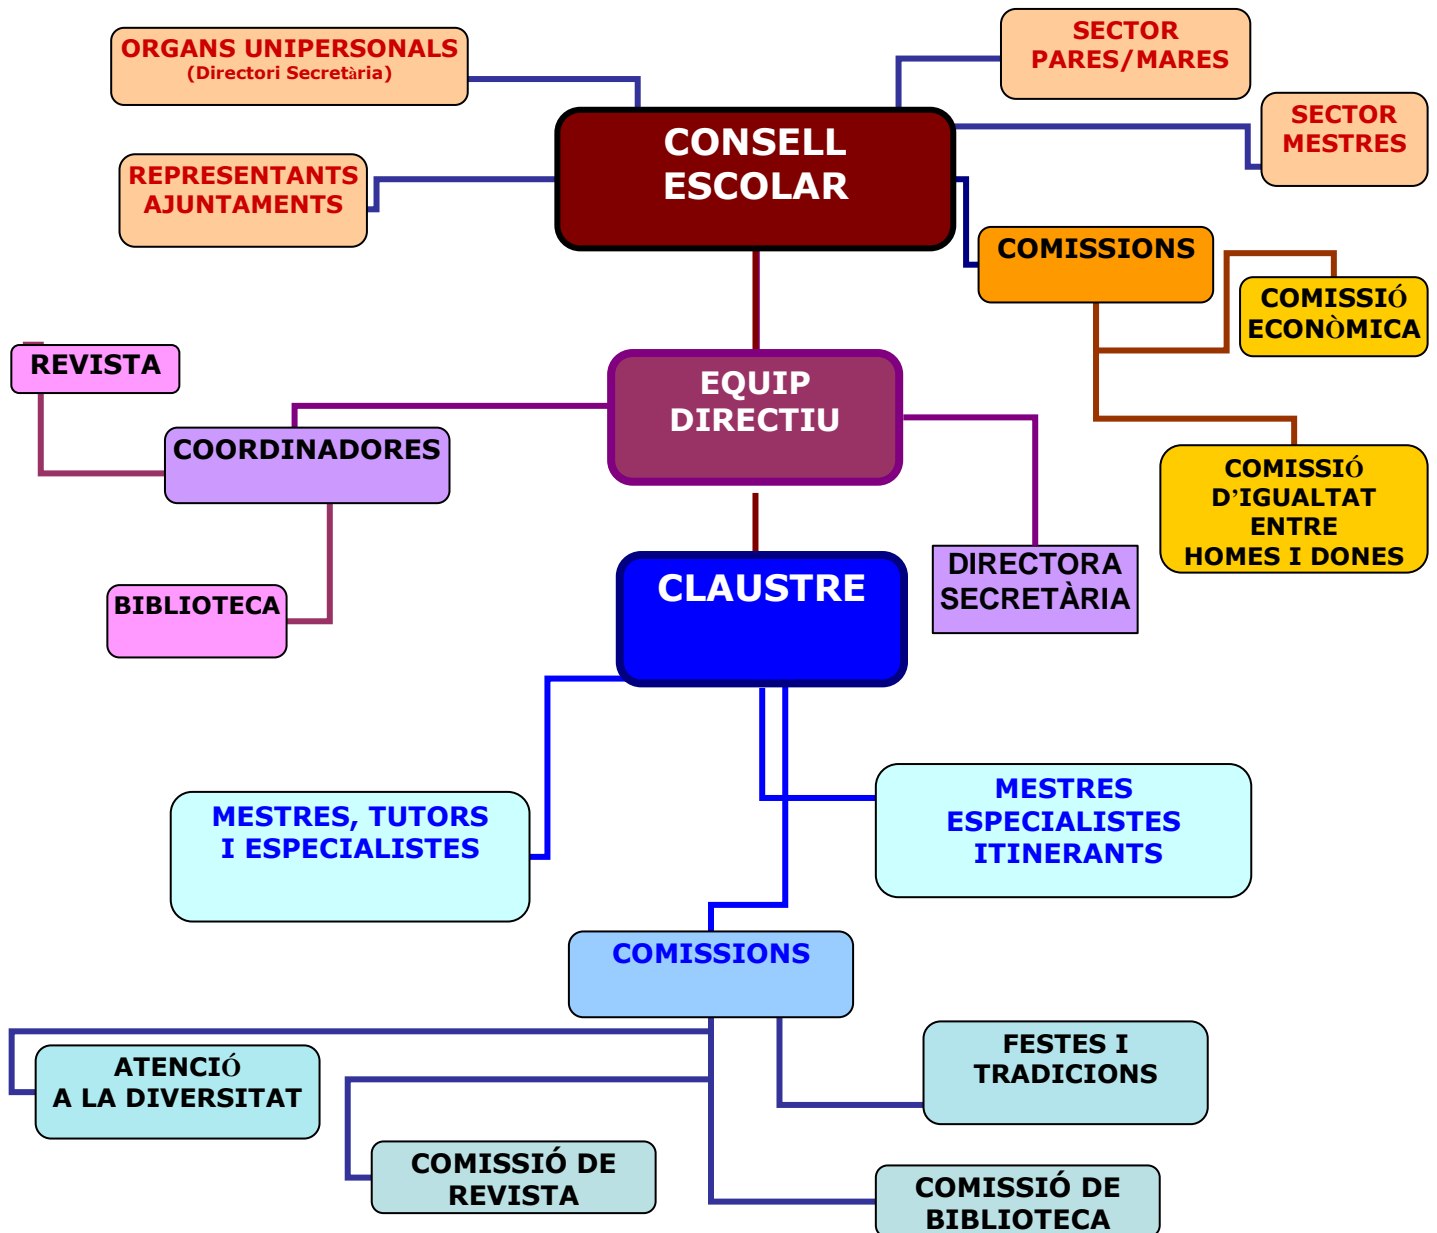 ORGANS UNIPERSONALS
(Directori Secretària)
SECTOR
PARES/MARES
SECTOR
MESTRES
CONSELL
ESCOLAR
REPRESENTANTS
AJUNTAMENTS
COMISSIONS
COMISSIÓ
ECONÒMICA
REVISTA
EQUIP
DIRECTIU
COORDINADORES
COMISSIÓ
D'IGUALTAT
ENTRE
HOMES I DONES
BIBLIOTECA
CLAUSTRE
DIRECTORA
SECRETÀRIA
MESTRES, TUTORS
I ESPECIALISTES
MESTRES
ESPECIALISTES
ITINERANTS
COMISSIONS
ATENCIÓ
A LA DIVERSITAT
FESTES I
TRADICIONS
COMISSIÓ DE
REVISTA
COMISSIÓ DE
BIBLIOTECA